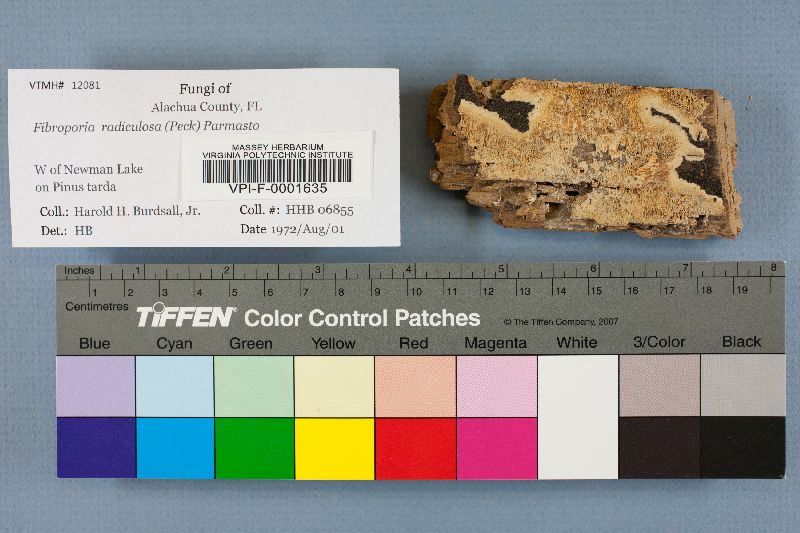 VTMH# 12081
Fungi of
Alachua County, FL
Fibroporia radiculosa (Peck) Parmasto
MASSEY HERBARIUM
VIRGINIA POLYTECHNIC INSTITUTE
VPI-F-0001635
W of Newman Lake
on Pinus tarda
Coll.: Harold H. Burdsall, Jr. Coll. #: HHB 06855
Det.: HB Date 1972/Aug/01
Inches 1 2 3 4 5 6 7 8
1 2 3 4 5 6 7 8 9 10 11 12 13 14 15 16 17 18 19
Centimetres
TIFFEN® Color Control Patches © The Tiffen Company, 2007
Blue Cyan Green Yellow Red Magenta White 3/Color Black